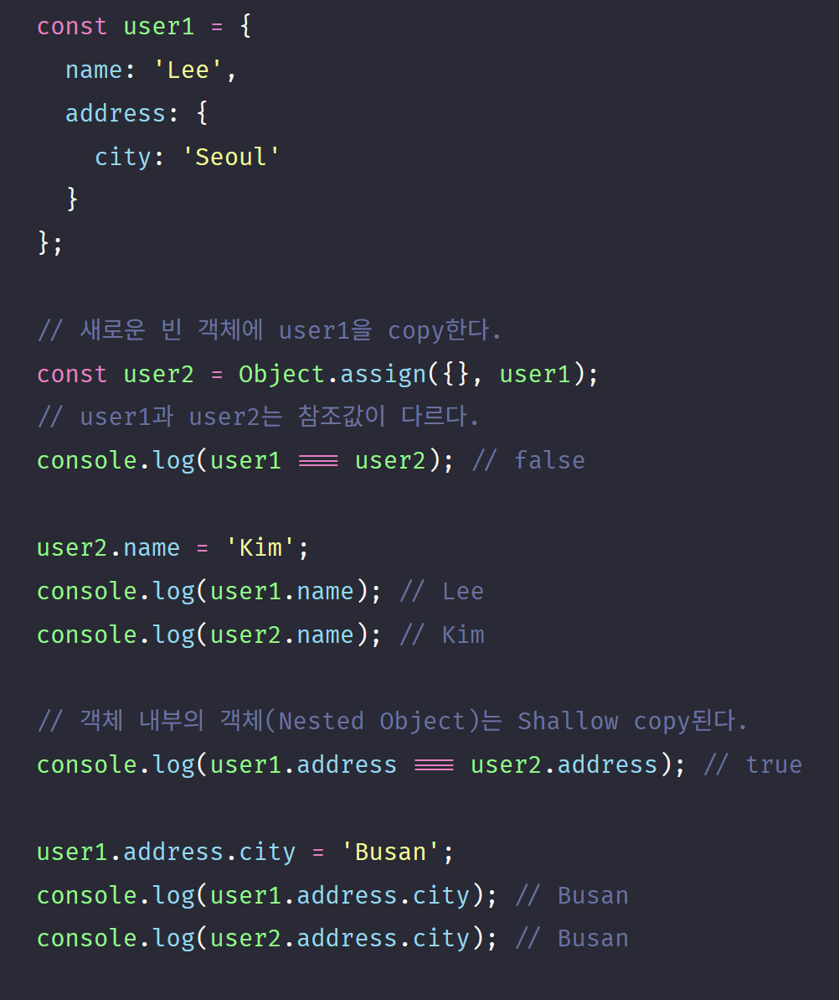 const user1 = {
  name: 'Lee',
  address: {
    city: 'Seoul'
  }
};

// 새로운 빈 객체에 user1을 copy한다.
const user2 = Object.assign({}, user1);
// user1과 user2는 참조값이 다르다.
console.log(user1 === user2); // false

user2.name = 'Kim';
console.log(user1.name); // Lee
console.log(user2.name); // Kim

// 객체 내부의 객체(Nested Object)는 Shallow copy된다.
console.log(user1.address === user2.address); // true

user1.address.city = 'Busan';
console.log(user1.address.city); // Busan
console.log(user2.address.city); // Busan